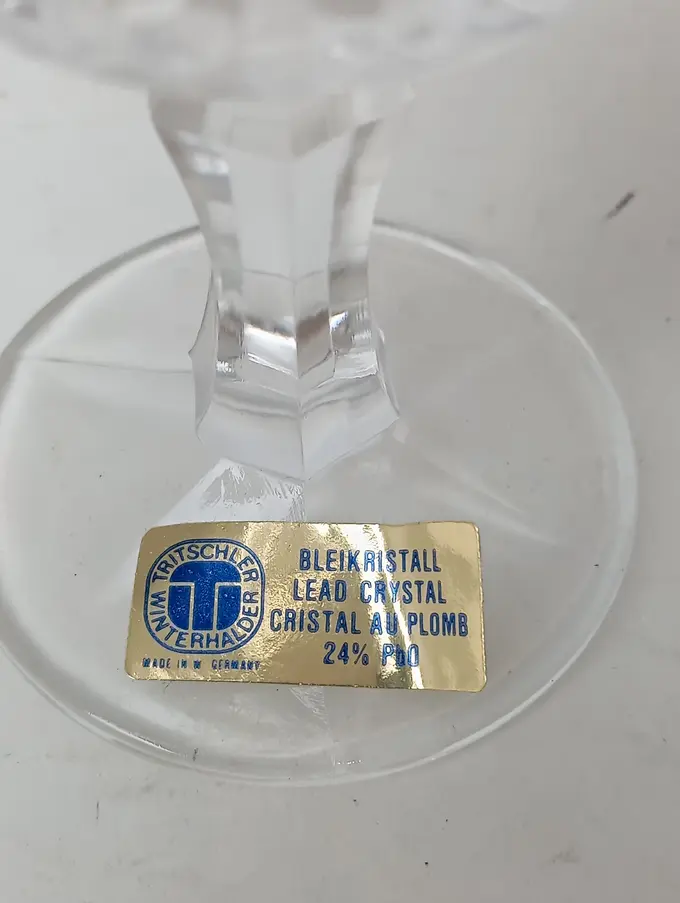 TRITSCHLER
WINTERHALDER
MADE IN W. GERMANY
BLEIKRISTALL
LEAD CRYSTAL
CRISTAL AU PLOMB
24% PbO